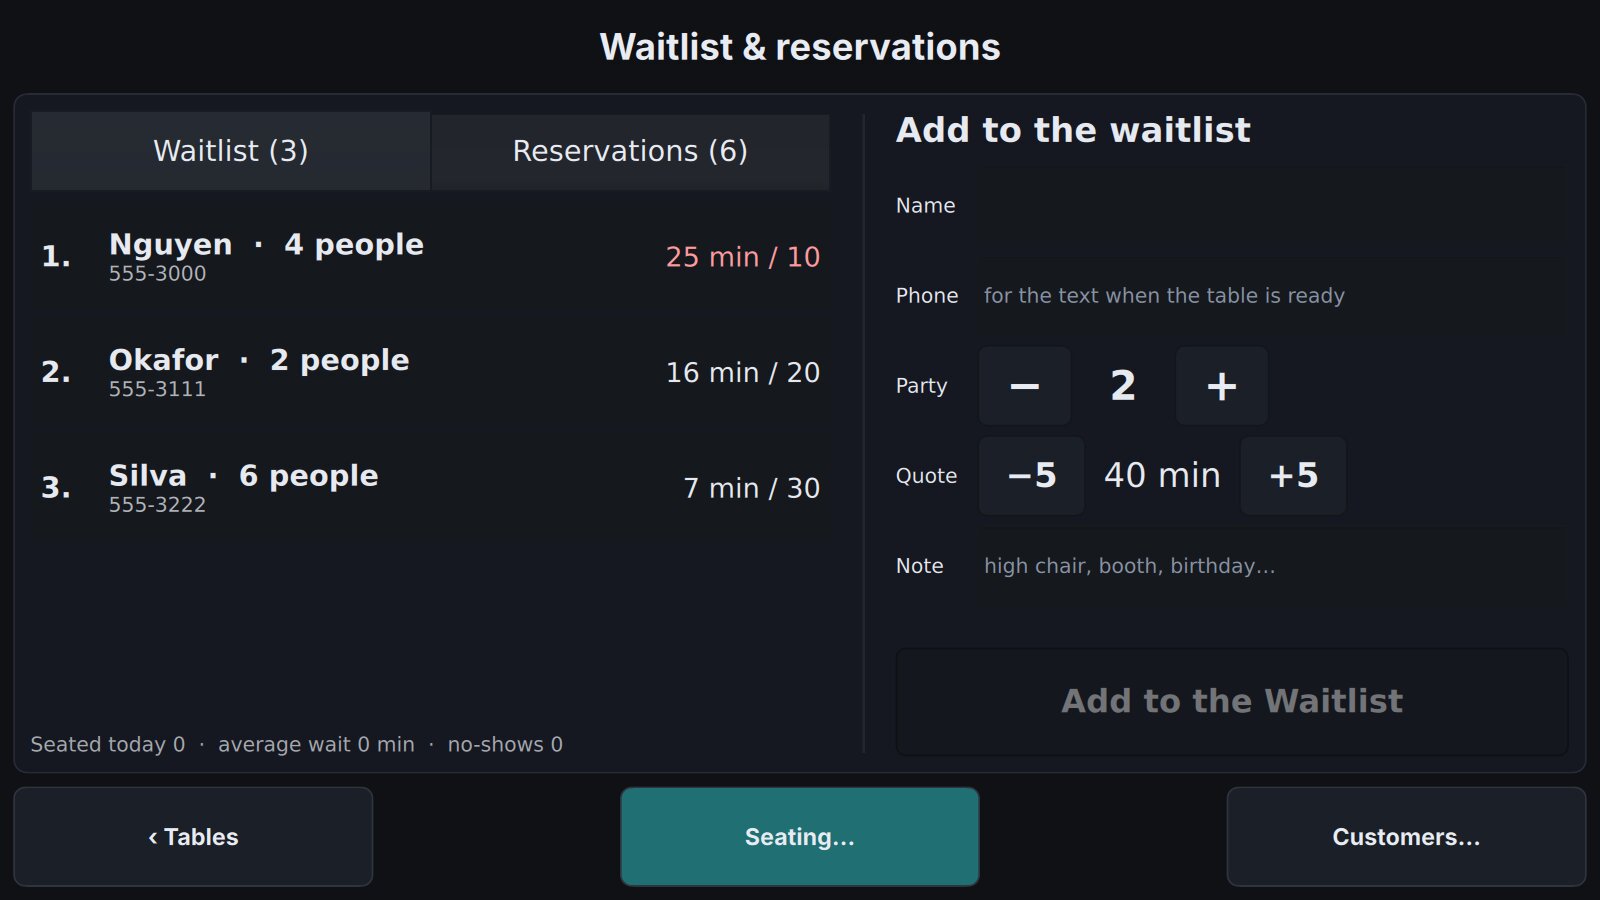 Waitlist & reservations
Waitlist (3)
Reservations (6)
1.
Nguyen · 4 people
555-3000
25 min / 10
2.
Okafor · 2 people
555-3111
16 min / 20
3.
Silva · 6 people
555-3222
7 min / 30
Seated today 0 · average wait 0 min · no-shows 0
Add to the waitlist
Name
Phone
for the text when the table is ready
Party
− 2 +
Quote
−5 40 min +5
Note
high chair, booth, birthday…
Add to the Waitlist
‹ Tables
Seating…
Customers…